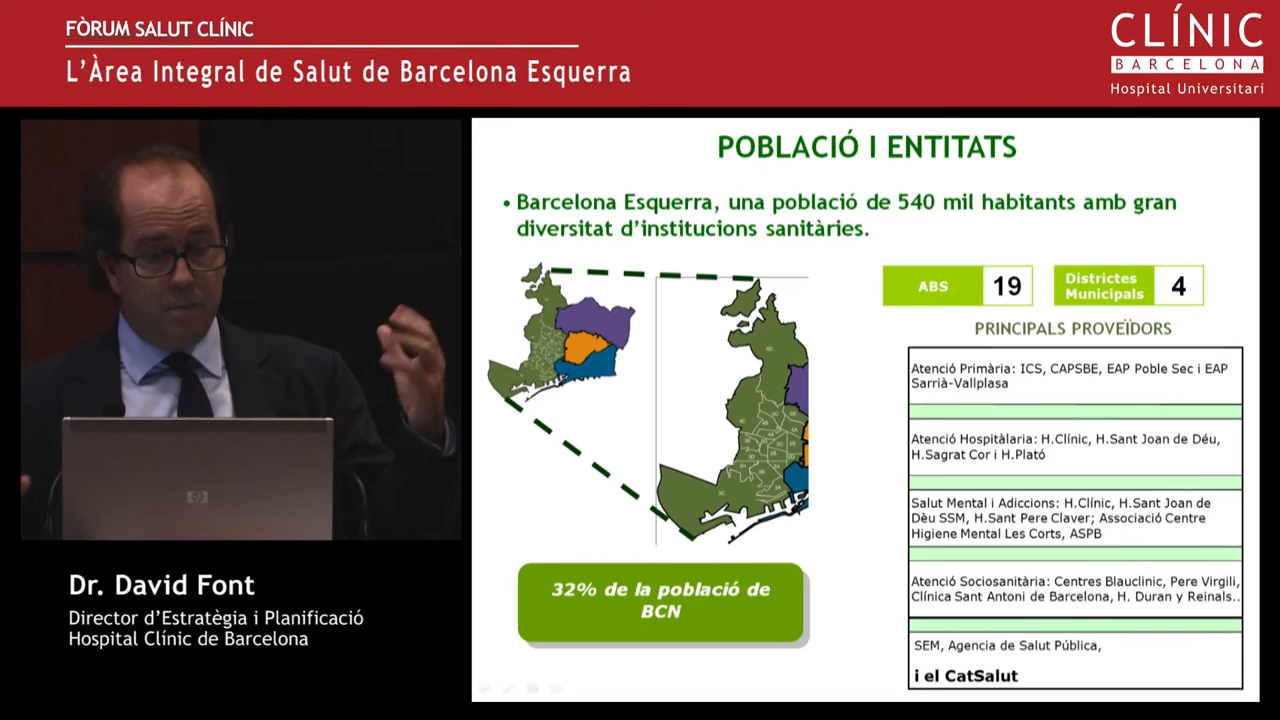 FÒRUM SALUT CLÍNIC
L'Àrea Integral de Salut de Barcelona Esquerra
CLÍNIC
BARCELONA
Hospital Universitari
POBLACIÓ I ENTITATS
• Barcelona Esquerra, una població de 540 mil habitants amb gran
diversitat d'institucions sanitàries.
ABS 19
Districtes
Municipals 4
PRINCIPALS PROVEÏDORS
Atenció Primària: ICS, CAPSBE, EAP Poble Sec i EAP
Sarrià-Vallplasa
Atenció Hospitàlaria: H.Clínic, H.Sant Joan de Déu,
H.Sagrat Cor i H.Plató
Salut Mental i Adiccions: H.Clínic, H.Sant Joan de
Dèu SSM, H.Sant Pere Claver; Associació Centre
Higiene Mental Les Corts, ASPB
Atenció Sociosanitària: Centres Blauclinic, Pere Virgili,
Clínica Sant Antoni de Barcelona, H. Duran y Reinals..
SEM, Agencia de Salut Pública,
i el CatSalut
32% de la població de
BCN
hp
Dr. David Font
Director d'Estratègia i Planificació
Hospital Clínic de Barcelona